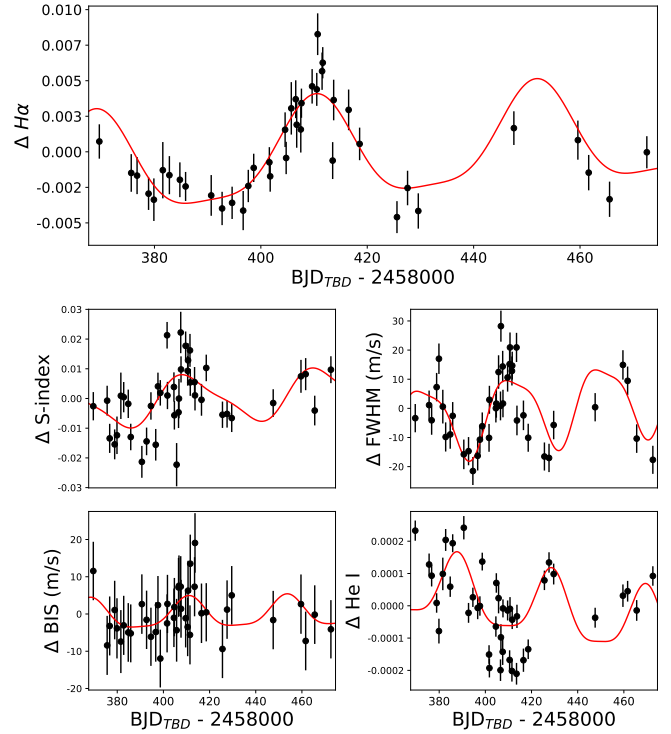 0.010
0.007
0.005
0.003
0.000
-0.002
-0.005
Δ Hα
380 400 420 440 460
BJD_TBD - 2458000
0.03
0.02
0.01
0.00
-0.01
-0.02
-0.03
Δ S-index
30
20
10
0
-10
-20
Δ FWHM (m/s)
20
10
0
-10
-20
Δ BIS (m/s)
380 400 420 440 460
BJD_TBD - 2458000
0.0002
0.0001
0.0000
-0.0001
-0.0002
Δ He I
380 400 420 440 460
BJD_TBD - 2458000